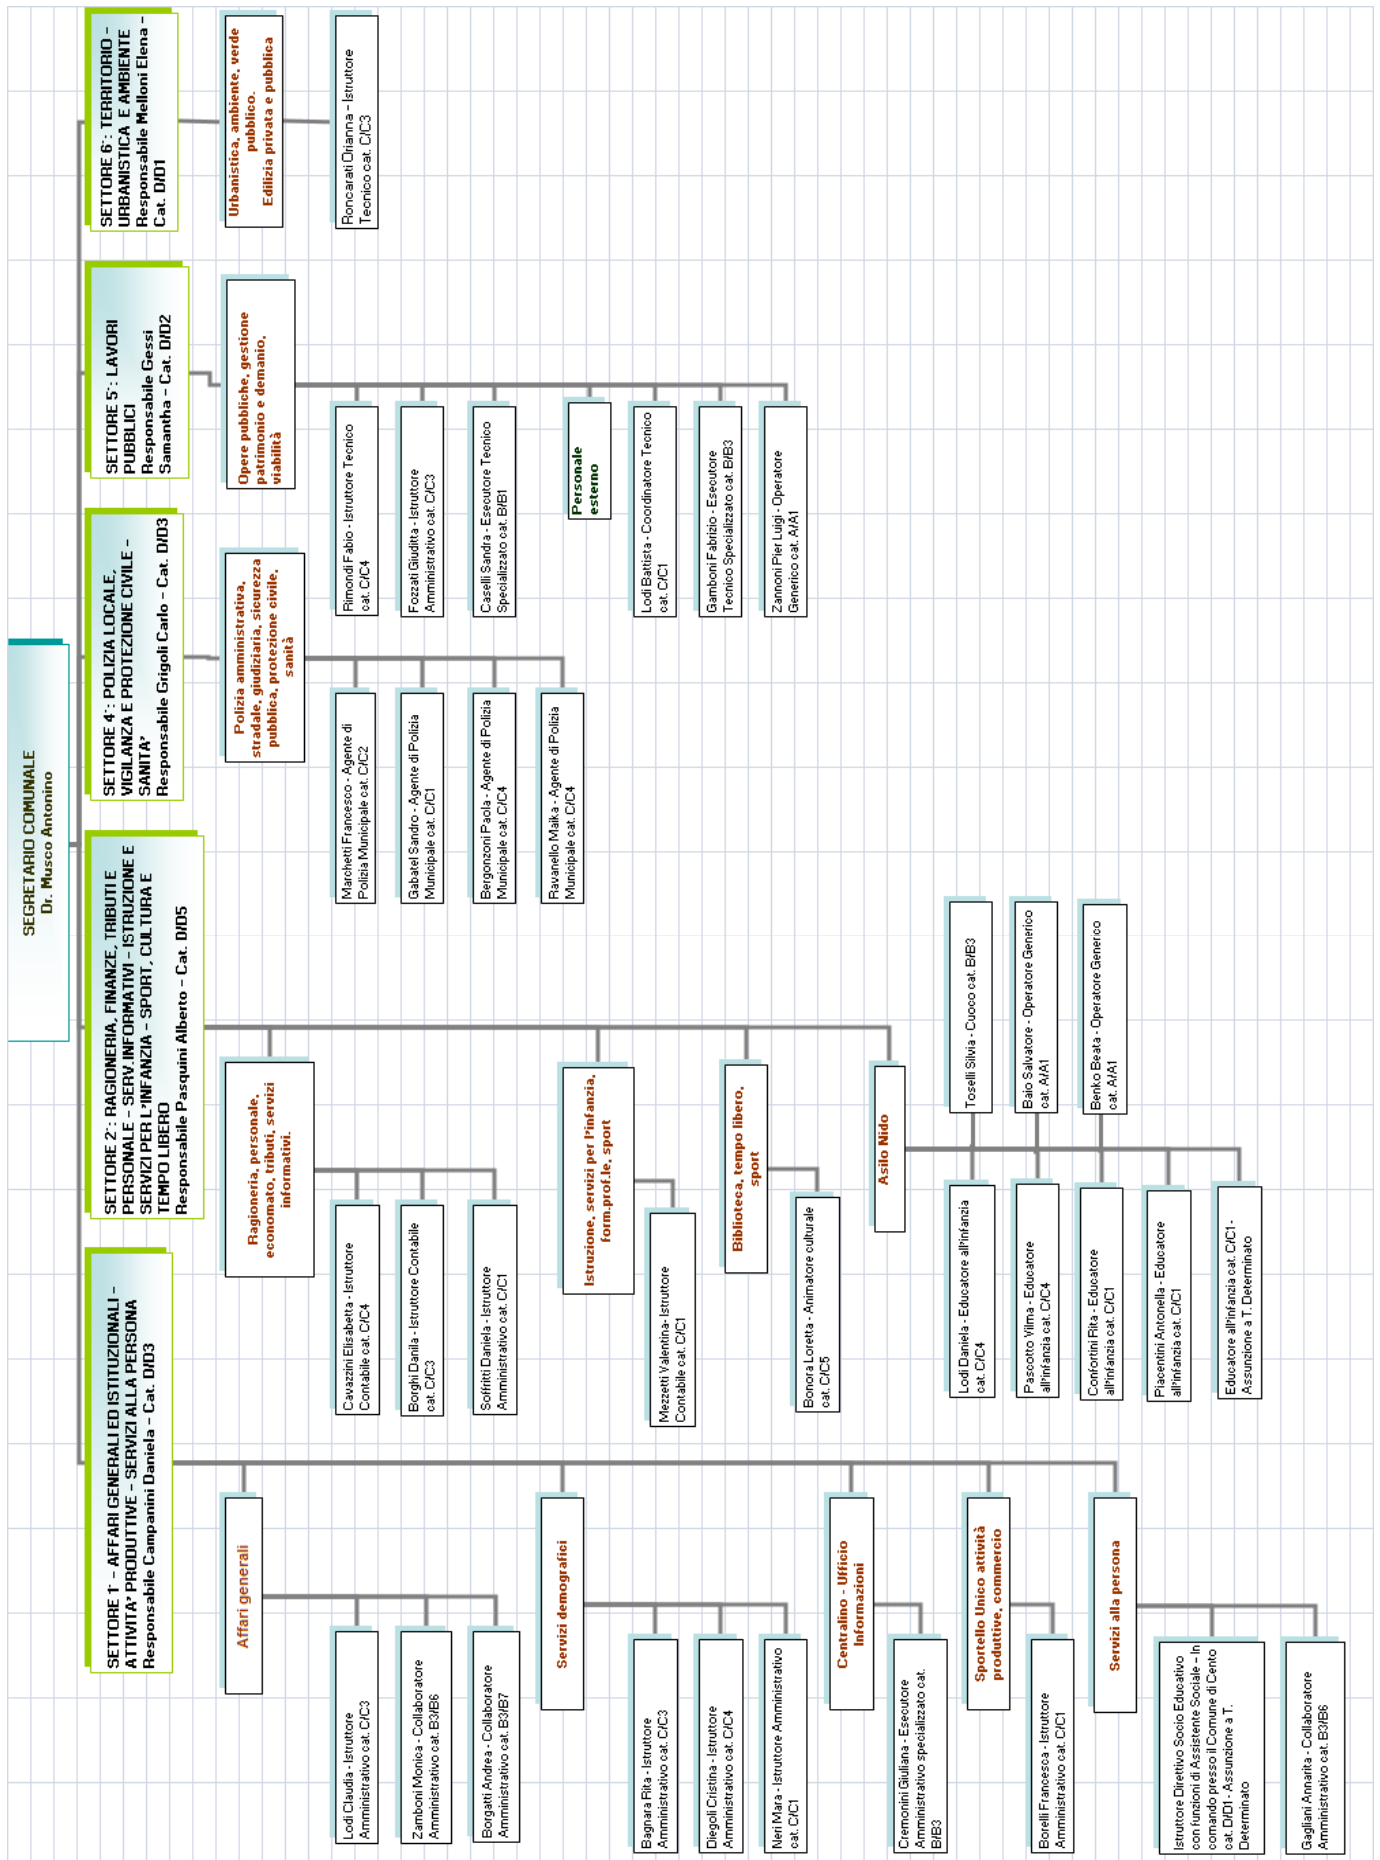 SEGRETARIO COMUNALE
Dr. Musco Antonino
SETTORE 1^ – AFFARI GENERALI ED ISTITUZIONALI –
ATTIVITA' PRODUTTIVE – SERVIZI ALLA PERSONA
Responsabile Campanini Daniela – Cat. D/D3
Affari generali
Lodi Claudia - Istruttore
Amministrativo cat. C/C3
Zamboni Monica - Collaboratore
Amministrativo cat. B3/B6
Borgatti Andrea - Collaboratore
Amministrativo cat. B3/B7
Servizi demografici
Bagnara Rita - Istruttore
Amministrativo cat. C/C3
Diegoli Cristina - Istruttore
Amministrativo cat. C/C4
Neri Mara - Istruttore Amministrativo
cat. C/C1
Centralino - Ufficio
Informazioni
Cremonini Giuliana - Esecutore
Amministrativo specializzato cat.
B/B3
Sportello Unico attività
produttive, commercio
Borelli Francesca - Istruttore
Amministrativo cat. C/C1
Servizi alla persona
Istruttore Direttivo Socio Educativo
con funzioni di Assistente Sociale – In
comando presso il Comune di Cento
cat. D/D1 - Assunzione a T.
Determinato
Gagliani Annarita - Collaboratore
Amministrativo cat. B3/B6
SETTORE 2^: RAGIONERIA, FINANZE, TRIBUTI E
PERSONALE – SERV.INFORMATIVI – ISTRUZIONE E
SERVIZI PER L'INFANZIA – SPORT, CULTURA E
TEMPO LIBERO
Responsabile Pasquini Alberto – Cat. D/D5
Ragioneria, personale,
economato, tributi, servizi
informativi.
Cavazzini Elisabetta - Istruttore
Contabile cat. C/C4
Borghi Danila - Istruttore Contabile
cat. C/C3
Soffritti Daniela - Istruttore
Amministrativo cat. C/C1
Istruzione, servizi per l'infanzia,
form.prof.le, sport
Mezzetti Valentina- Istruttore
Contabile cat. C/C1
Biblioteca, tempo libero,
sport
Bonora Loretta - Animatore culturale
cat. C/C5
Asilo Nido
Lodi Daniela - Educatore all'infanzia
cat. C/C4
Pascotto Vilma - Educatore
all'infanzia cat. C/C4
Confortini Rita - Educatore
all'infanzia cat. C/C1
Piacentini Antonella - Educatore
all'infanzia cat. C/C1
Educatore all'infanzia cat. C/C1-
Assunzione a T. Determinato
Toselli Silvia - Cuoco cat. B/B3
Baio Salvatore - Operatore Generico
cat. A/A1
Benko Beata - Operatore Generico
cat. A/A1
SETTORE 4^: POLIZIA LOCALE,
VIGILANZA E PROTEZIONE CIVILE –
SANITA'
Responsabile Grigoli Carlo – Cat. D/D3
Polizia amministrativa,
stradale, giudiziaria, sicurezza
pubblica, protezione civile,
sanità
Marchetti Francesco - Agente di
Polizia Municipale cat. C/C2
Gabatel Sandro - Agente di Polizia
Municipale cat. C/C1
Bergonzoni Paola - Agente di Polizia
Municipale cat. C/C4
Ravanello Maika - Agente di Polizia
Municipale cat. C/C4
SETTORE 5^: LAVORI
PUBBLICI
Responsabile Gessi
Samantha – Cat. D/D2
Opere pubbliche, gestione
patrimonio e demanio,
viabilità
Rimondi Fabio - Istruttore Tecnico
cat. C/C4
Fozzati Giuditta - Istruttore
Amministrativo cat. C/C3
Caselli Sandra - Esecutore Tecnico
Specializzato cat. B/B1
Personale
esterno
Lodi Battista - Coordinatore Tecnico
cat. C/C1
Gamboni Fabrizio - Esecutore
Tecnico Specializzato cat. B/B3
Zannoni Pier Luigi - Operatore
Generico cat. A/A1
SETTORE 6^: TERRITORIO –
URBANISTICA  E AMBIENTE
Responsabile Melloni Elena –
Cat. D/D1
Urbanistica, ambiente, verde
pubblico.
Edilizia privata e pubblica
Roncarati Orianna – Istruttore
Tecnico cat. C/C3